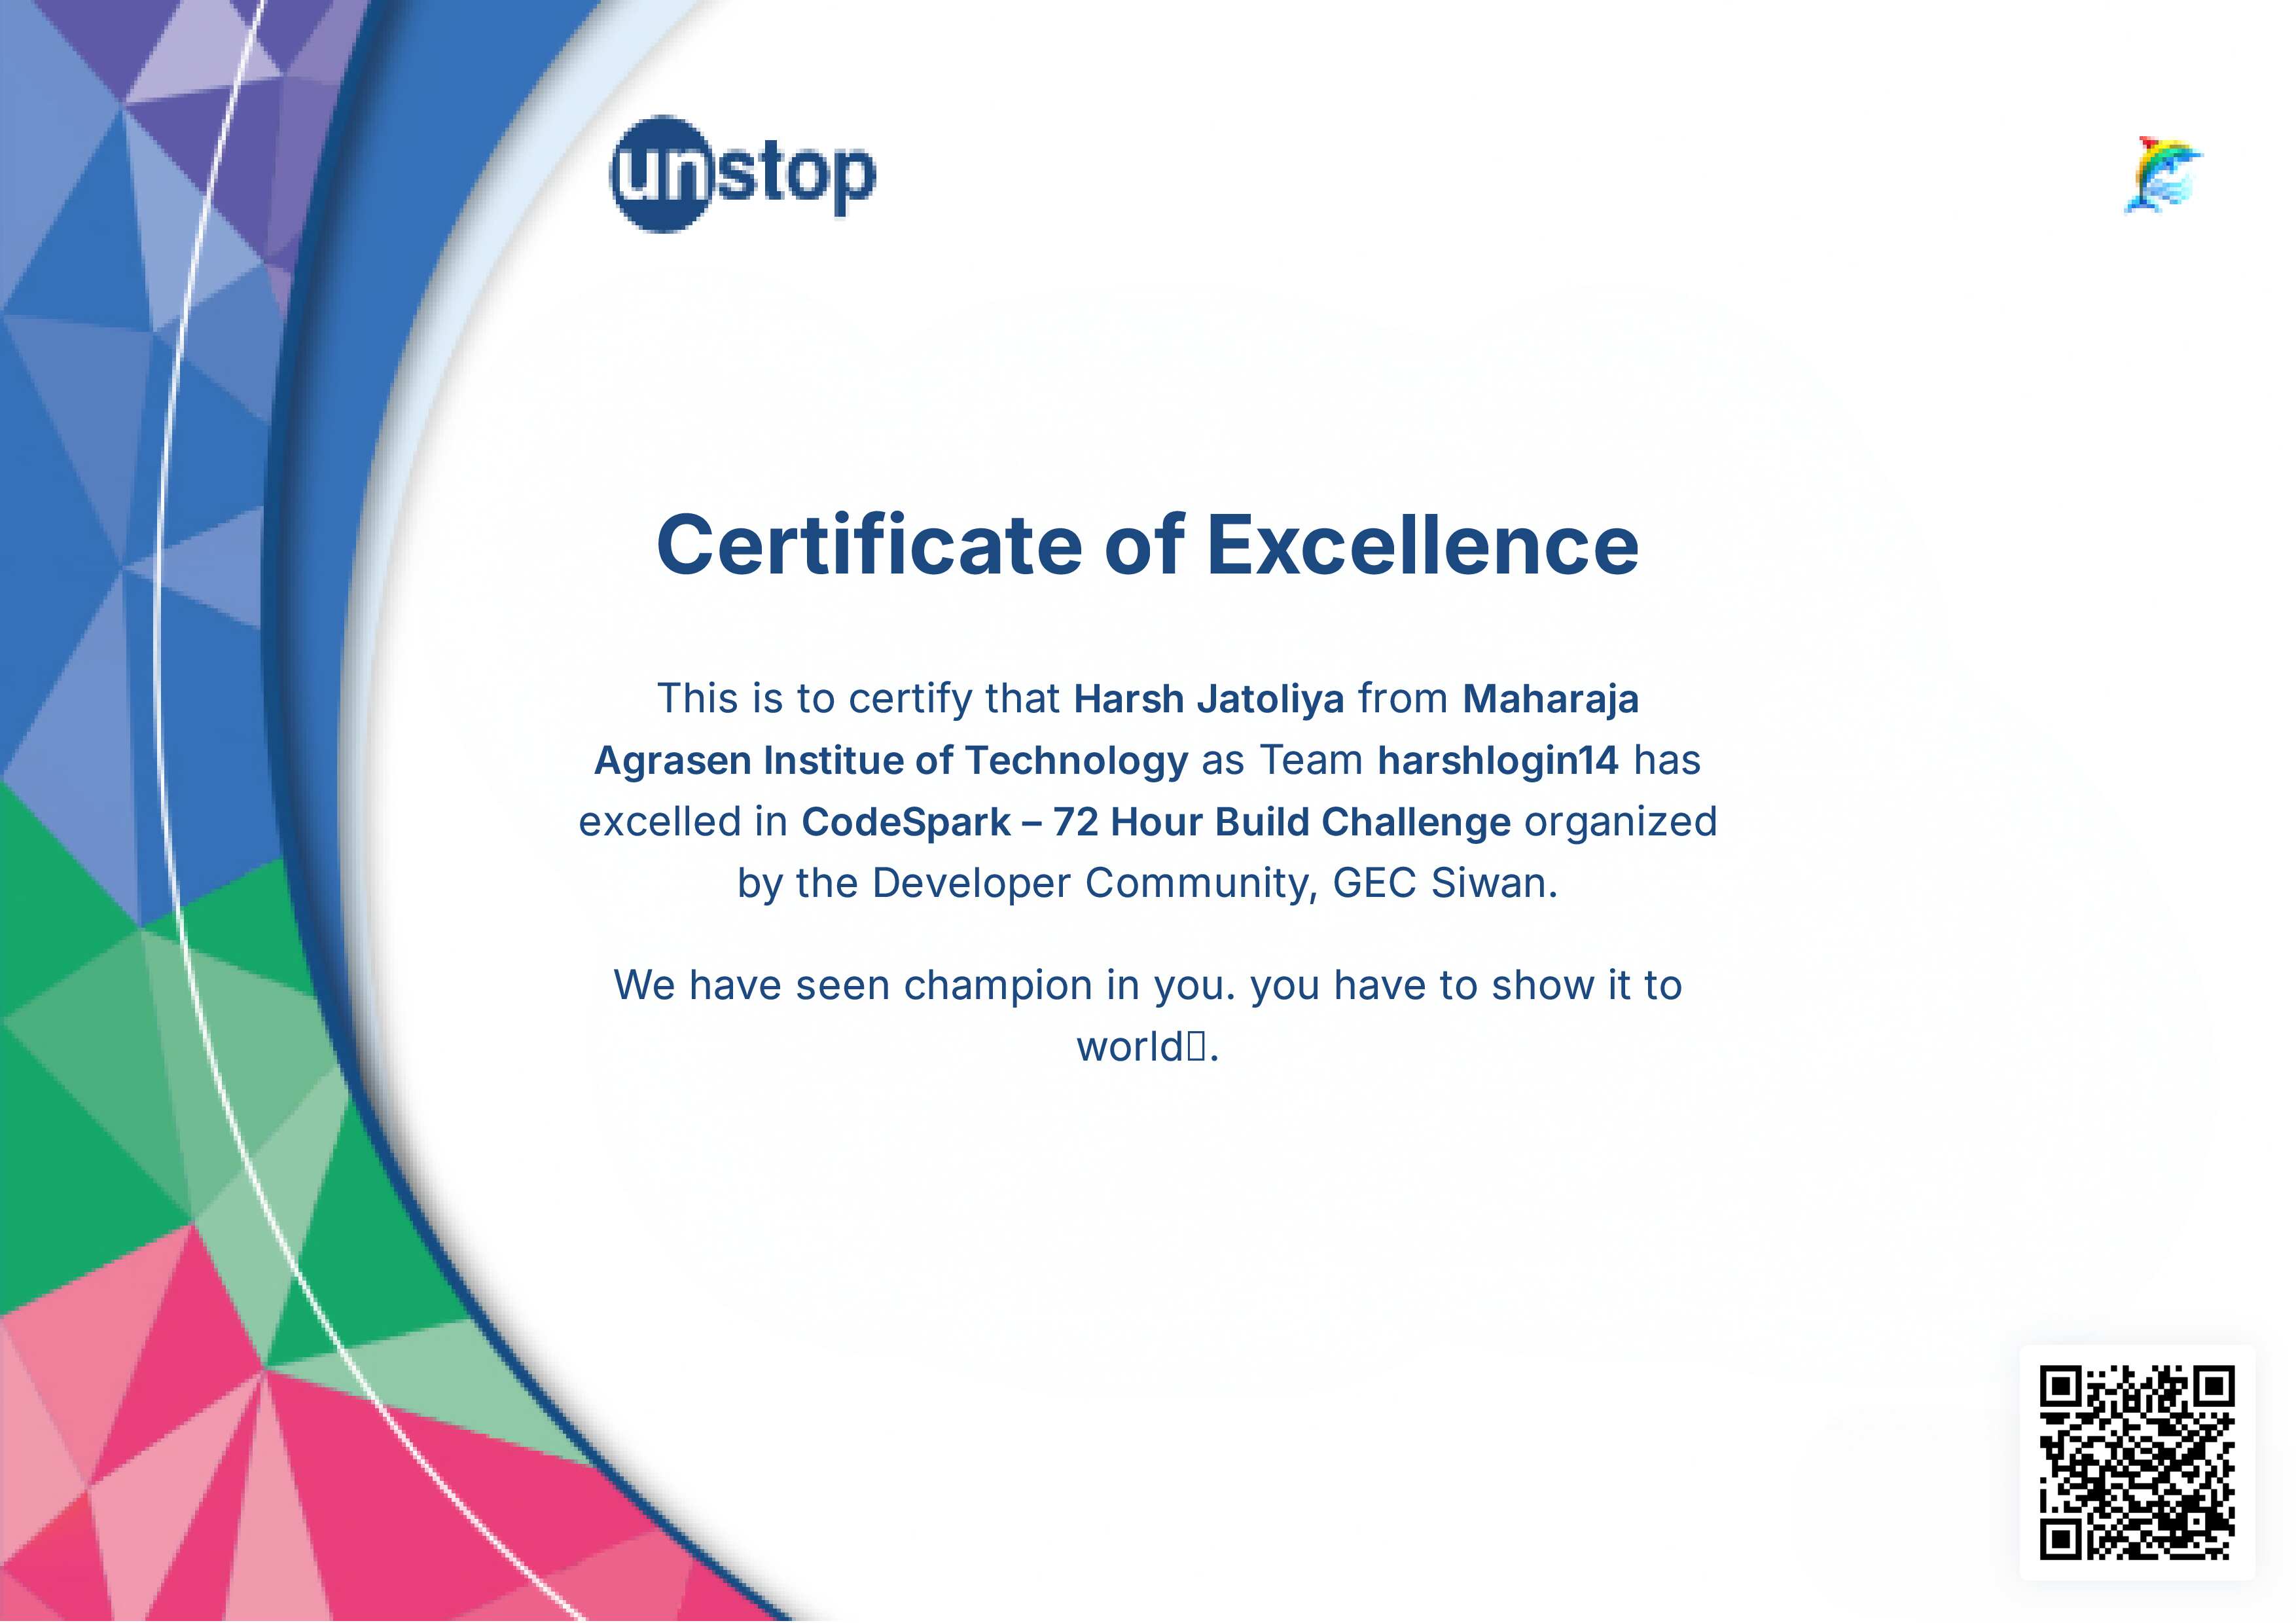 unstop
Certificate of Excellence
This is to certify that Harsh Jatoliya from Maharaja
Agrasen Institue of Technology as Team harshlogin14 has
excelled in CodeSpark – 72 Hour Build Challenge organized
by the Developer Community, GEC Siwan.
We have seen champion in you. you have to show it to
world▯.